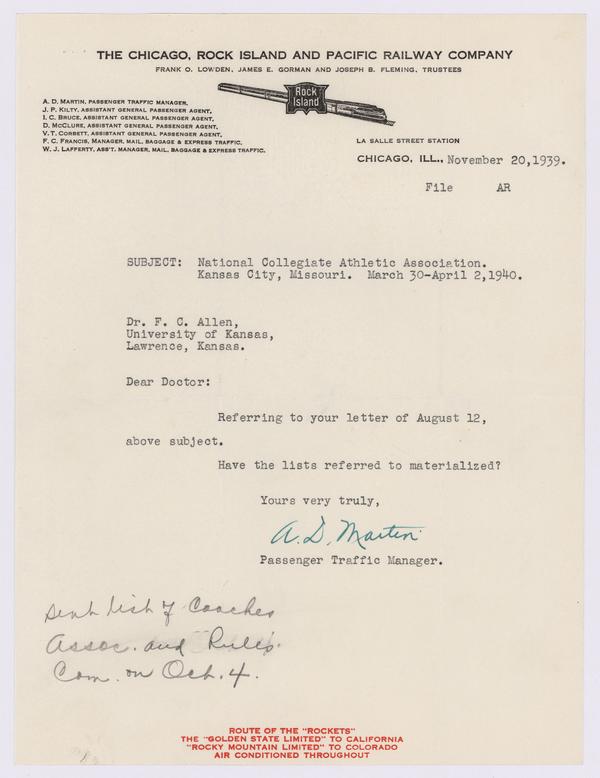 THE CHICAGO, ROCK ISLAND AND PACIFIC RAILWAY COMPANY
FRANK O. LOWDEN, JAMES E. GORMAN AND JOSEPH B. FLEMING, TRUSTEES
Rock
Island
A. D. MARTIN, PASSENGER TRAFFIC MANAGER,
J. P. KILTY, ASSISTANT GENERAL PASSENGER AGENT,
I. C. BRUCE, ASSISTANT GENERAL PASSENGER AGENT,
D. MCCLURE, ASSISTANT GENERAL PASSENGER AGENT,
V. T. CORBETT, ASSISTANT GENERAL PASSENGER AGENT,
F. C. FRANCIS, MANAGER, MAIL, BAGGAGE & EXPRESS TRAFFIC,
W. J. LAFFERTY, ASS'T. MANAGER, MAIL, BAGGAGE & EXPRESS TRAFFIC.
LA SALLE STREET STATION
CHICAGO, ILL., November 20,1939.
File AR
SUBJECT: National Collegiate Athletic Association.
Kansas City, Missouri. March 30-April 2,1940.
Dr. F. C. Allen,
University of Kansas,
Lawrence, Kansas.
Dear Doctor:
Referring to your letter of August 12,
above subject.
Have the lists referred to materialized?
Yours very truly,
A. D. Martin
Passenger Traffic Manager.
sent list of Coaches
Assoc. and Rules
Com. on Oct. 4.
ROUTE OF THE "ROCKETS"
THE "GOLDEN STATE LIMITED" TO CALIFORNIA
"ROCKY MOUNTAIN LIMITED" TO COLORADO
AIR CONDITIONED THROUGHOUT